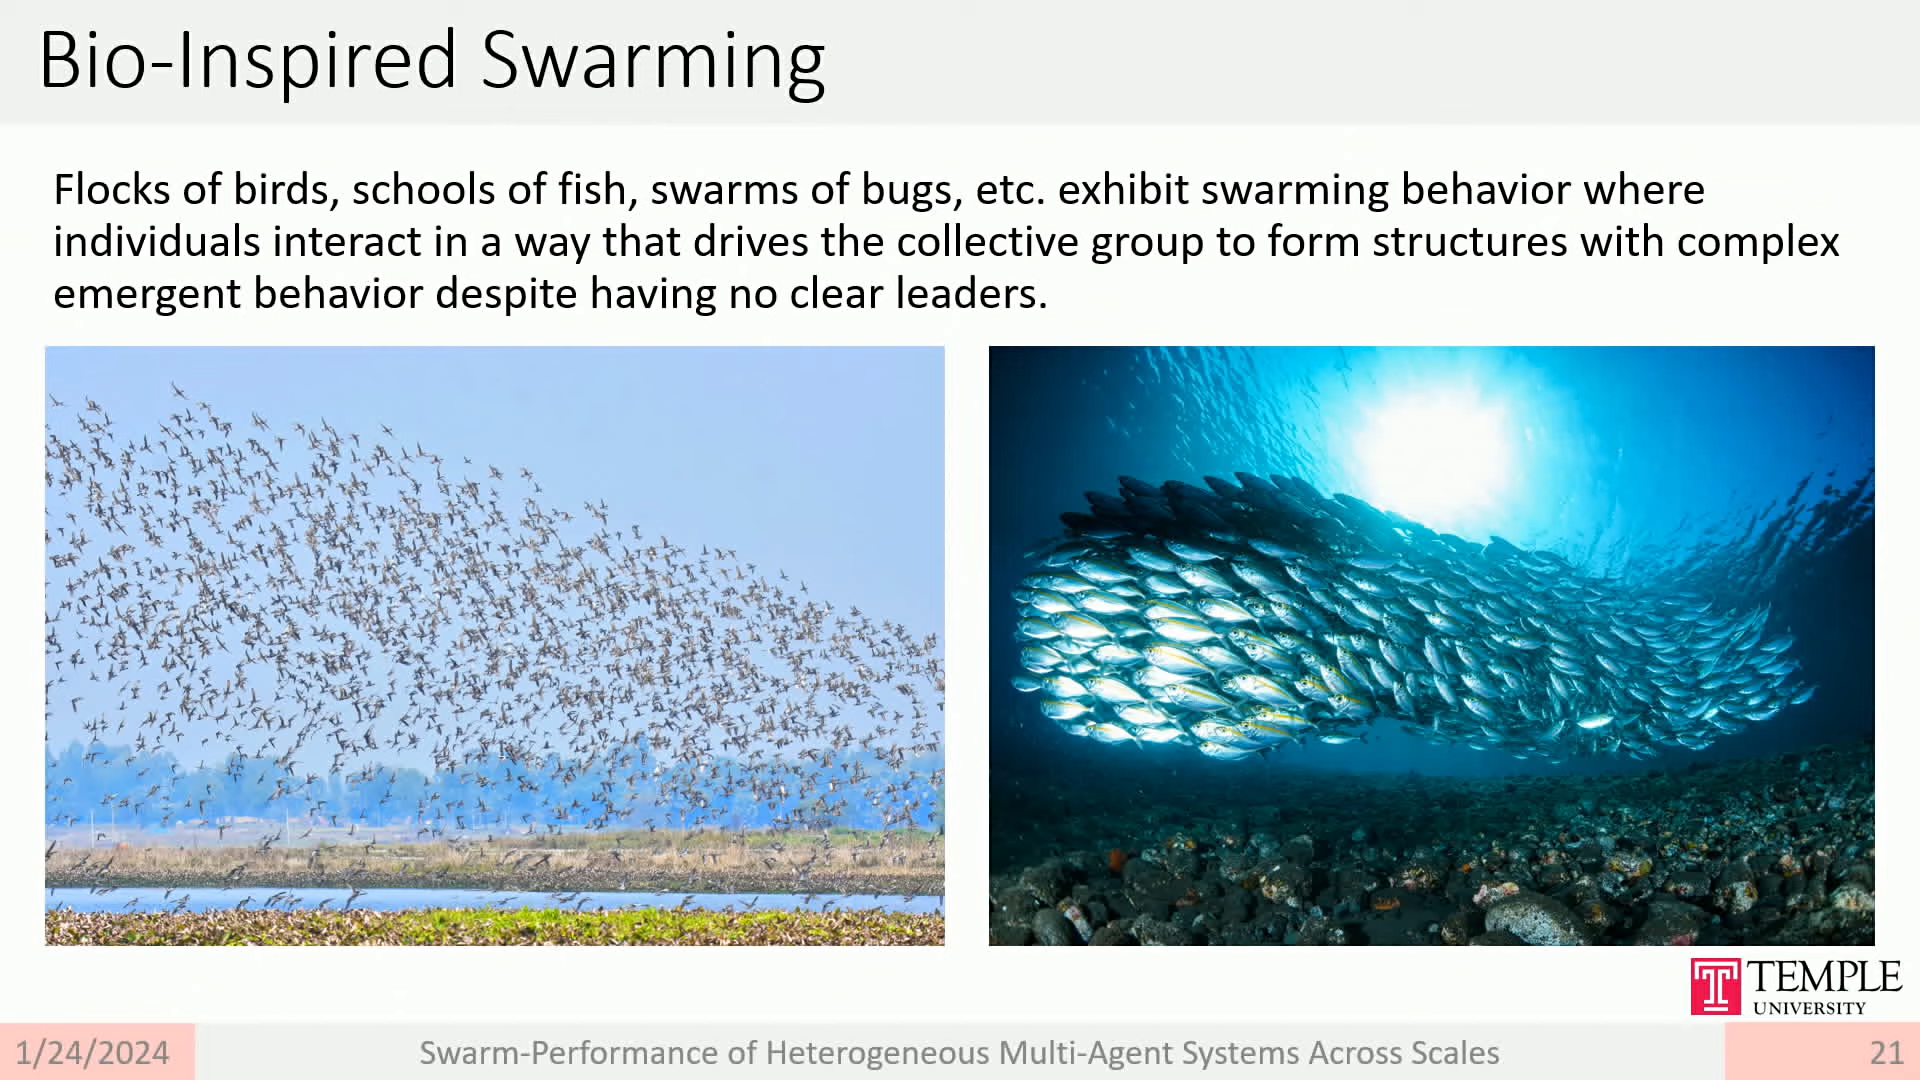 Bio-Inspired Swarming
Flocks of birds, schools of fish, swarms of bugs, etc. exhibit swarming behavior where
individuals interact in a way that drives the collective group to form structures with complex
emergent behavior despite having no clear leaders.
TEMPLE
UNIVERSITY
1/24/2024
Swarm-Performance of Heterogeneous Multi-Agent Systems Across Scales
21